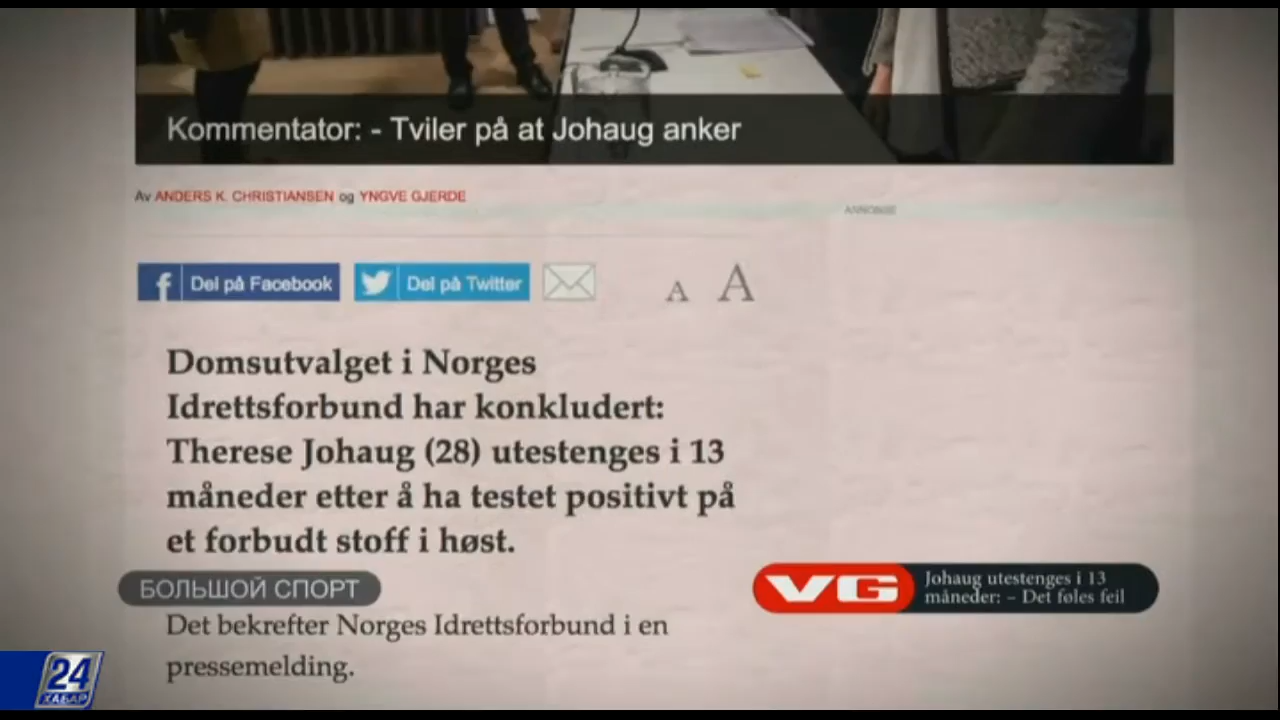 Kommentator: - Tviler på at Johaug anker
Av ANDERS K. CHRISTIANSEN og YNGVE GJERDE
ANNONSE
f Del på Facebook
Del på Twitter
A A
Domsutvalget i Norges
Idrettsforbund har konkludert:
Therese Johaug (28) utestenges i 13
måneder etter å ha testet positivt på
et forbudt stoff i høst.
БОЛЬШОЙ СПОРТ
VG
Johaug utestenges i 13
måneder: – Det føles feil
Det bekrefter Norges Idrettsforbund i en
pressemelding.
24
ХАБАР